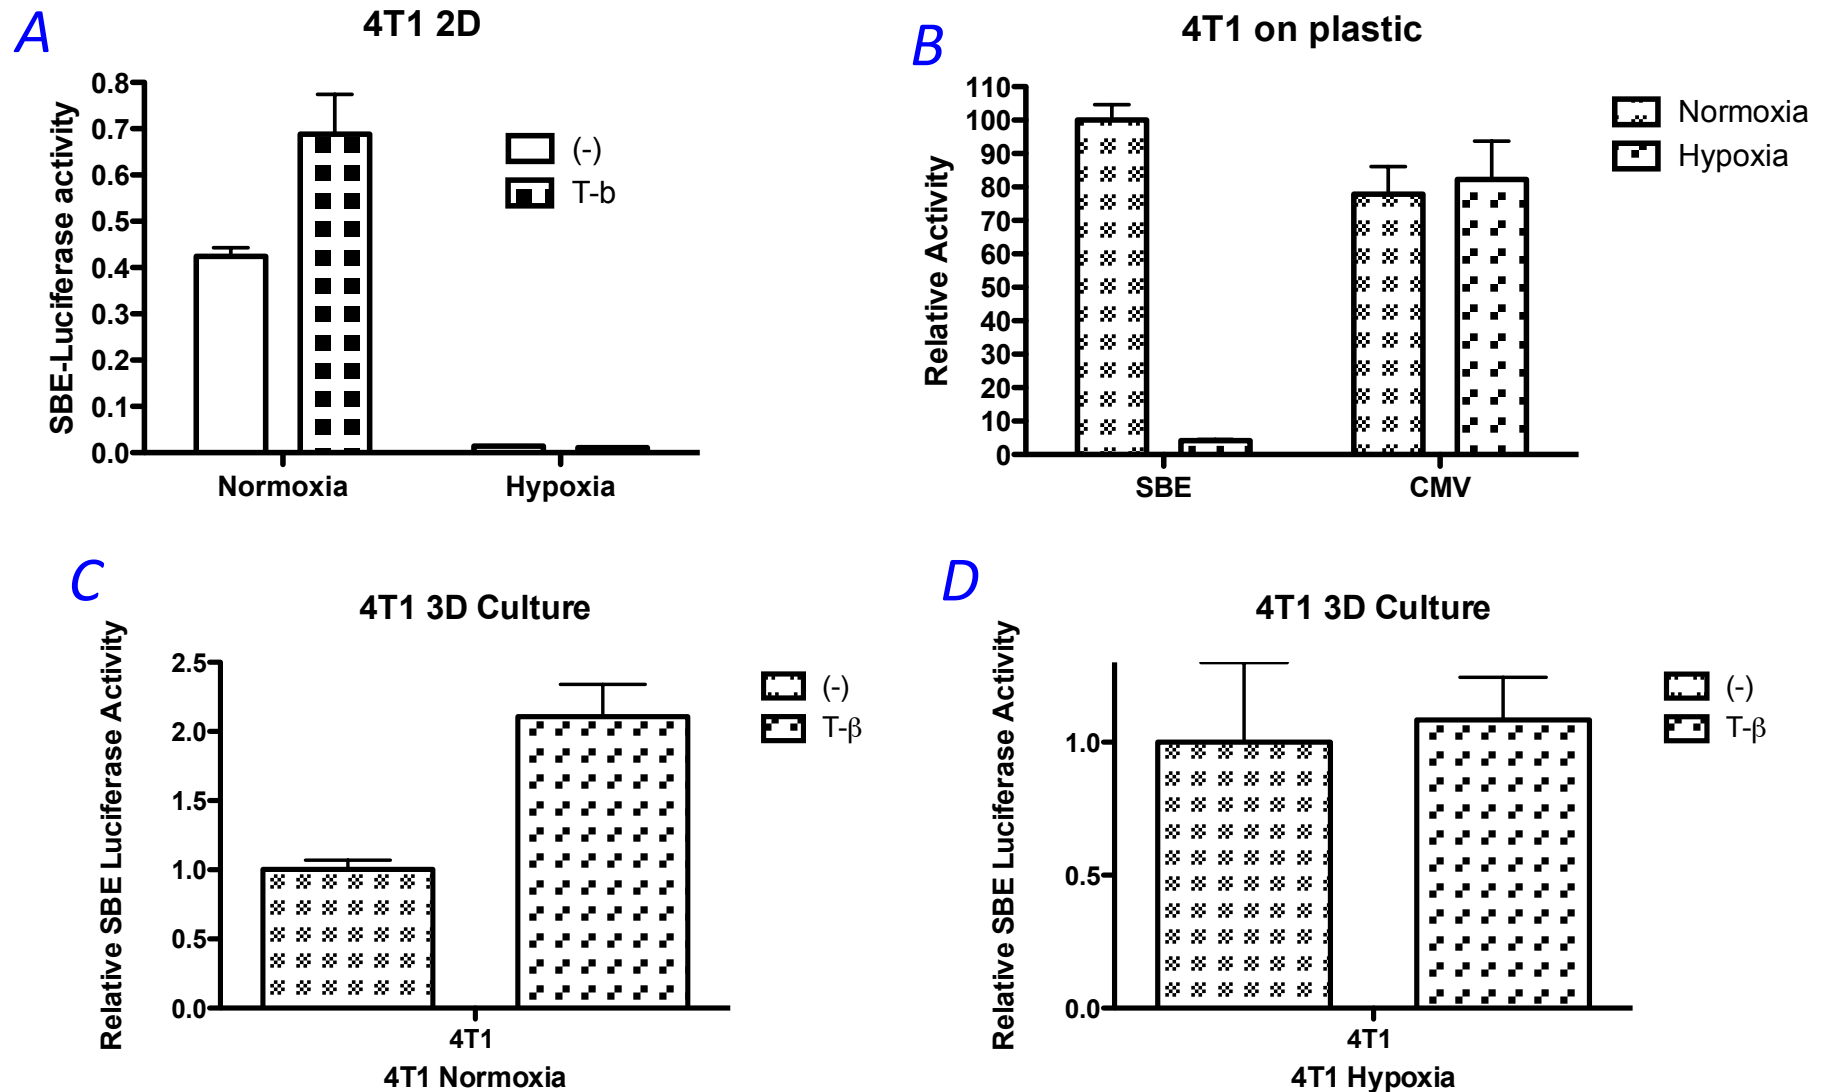 A
4T1 2D
SBE-Luciferase activity
0.8
0.7
0.6
0.5
0.4
0.3
0.2
0.1
0.0
Normoxia
Hypoxia
(-)
T-b
B
4T1 on plastic
Relative Activity
110
100
90
80
70
60
50
40
30
20
10
0
SBE
CMV
Normoxia
Hypoxia
C
4T1 3D Culture
Relative SBE Luciferase Activity
2.5
2.0
1.5
1.0
0.5
0.0
4T1
4T1 Normoxia
(-)
T-β
D
4T1 3D Culture
Relative SBE Luciferase Activity
1.0
0.5
0.0
4T1
4T1 Hypoxia
(-)
T-β